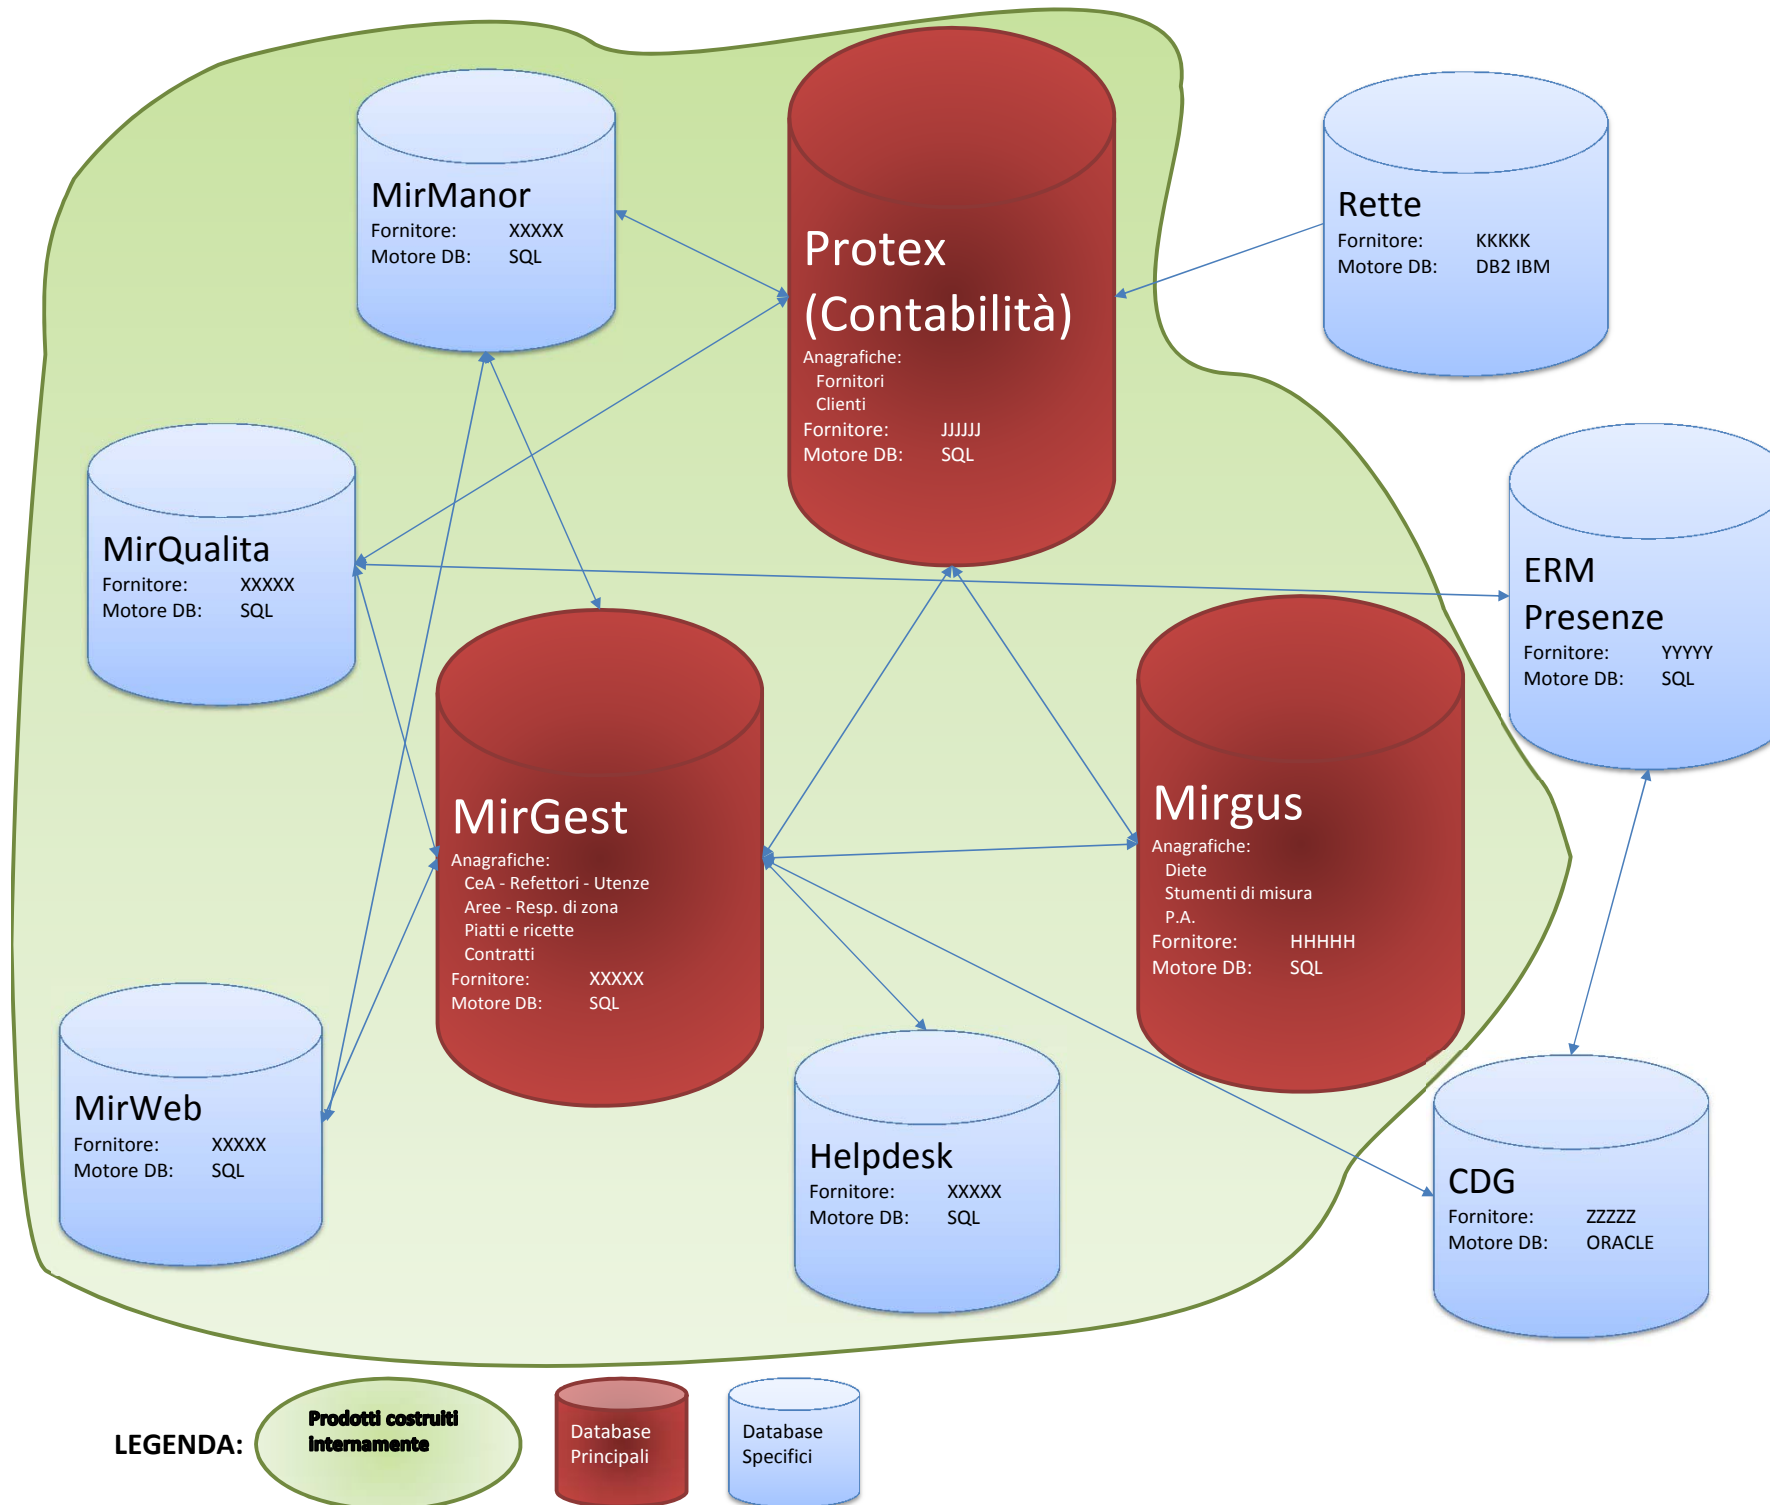 MirManor
Fornitore: XXXXX
Motore DB: SQL
Protex
(Contabilità)
Anagrafiche:
Fornitori
Clienti
Fornitore: JJJJJJ
Motore DB: SQL
Rette
Fornitore: KKKKK
Motore DB: DB2 IBM
MirQualita
Fornitore: XXXXX
Motore DB: SQL
ERM
Presenze
Fornitore: YYYYY
Motore DB: SQL
MirGest
Anagrafiche:
CeA - Refettori - Utenze
Aree - Resp. di zona
Piatti e ricette
Contratti
Fornitore: XXXXX
Motore DB: SQL
Mirgus
Anagrafiche:
Diete
Stumenti di misura
P.A.
Fornitore: HHHHH
Motore DB: SQL
MirWeb
Fornitore: XXXXX
Motore DB: SQL
Helpdesk
Fornitore: XXXXX
Motore DB: SQL
CDG
Fornitore: ZZZZZ
Motore DB: ORACLE
LEGENDA:
Prodotti costruiti
internamente
Database
Principali
Database
Specifici